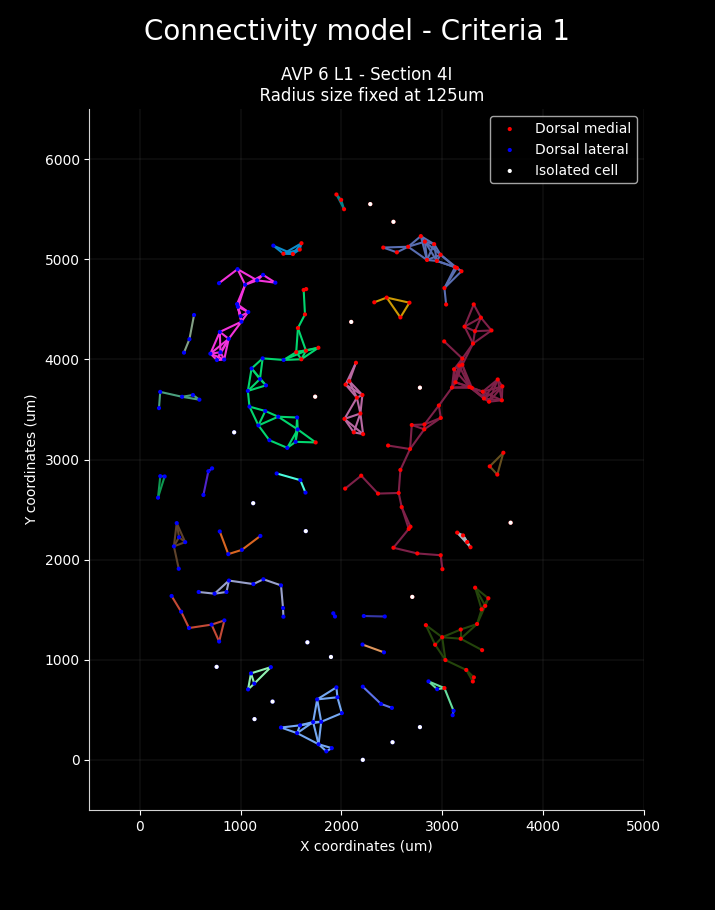 Connectivity model - Criteria 1
AVP 6 L1 - Section 4I
Radius size fixed at 125um
Dorsal medial
Dorsal lateral
Isolated cell
6000
5000
4000
3000
2000
1000
0
Y coordinates (um)
0 1000 2000 3000 4000 5000
X coordinates (um)